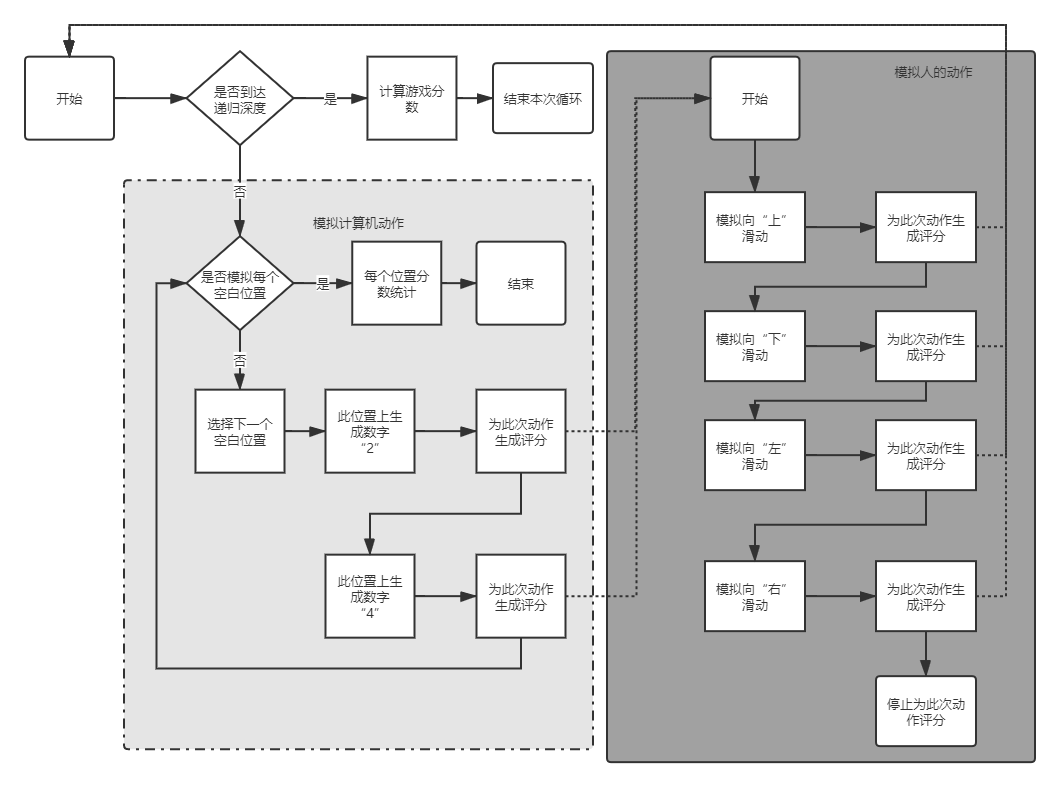 开始
是否到达
递归深度
是
计算游戏分
数
结束本次循环
否
模拟计算机动作
是否模拟每个
空白位置
是
每个位置分
数统计
结束
否
选择下一个
空白位置
此位置上生
成数字
“2”
为此次动作
生成评分
此位置上生
成数字
“4”
为此次动作
生成评分
模拟人的动作
开始
模拟向“上”
滑动
为此次动作生
成评分
模拟向“下”
滑动
为此次动作生
成评分
模拟向“左”
滑动
为此次动作生
成评分
模拟向“右”
滑动
为此次动作生
成评分
停止为此次动
作评分